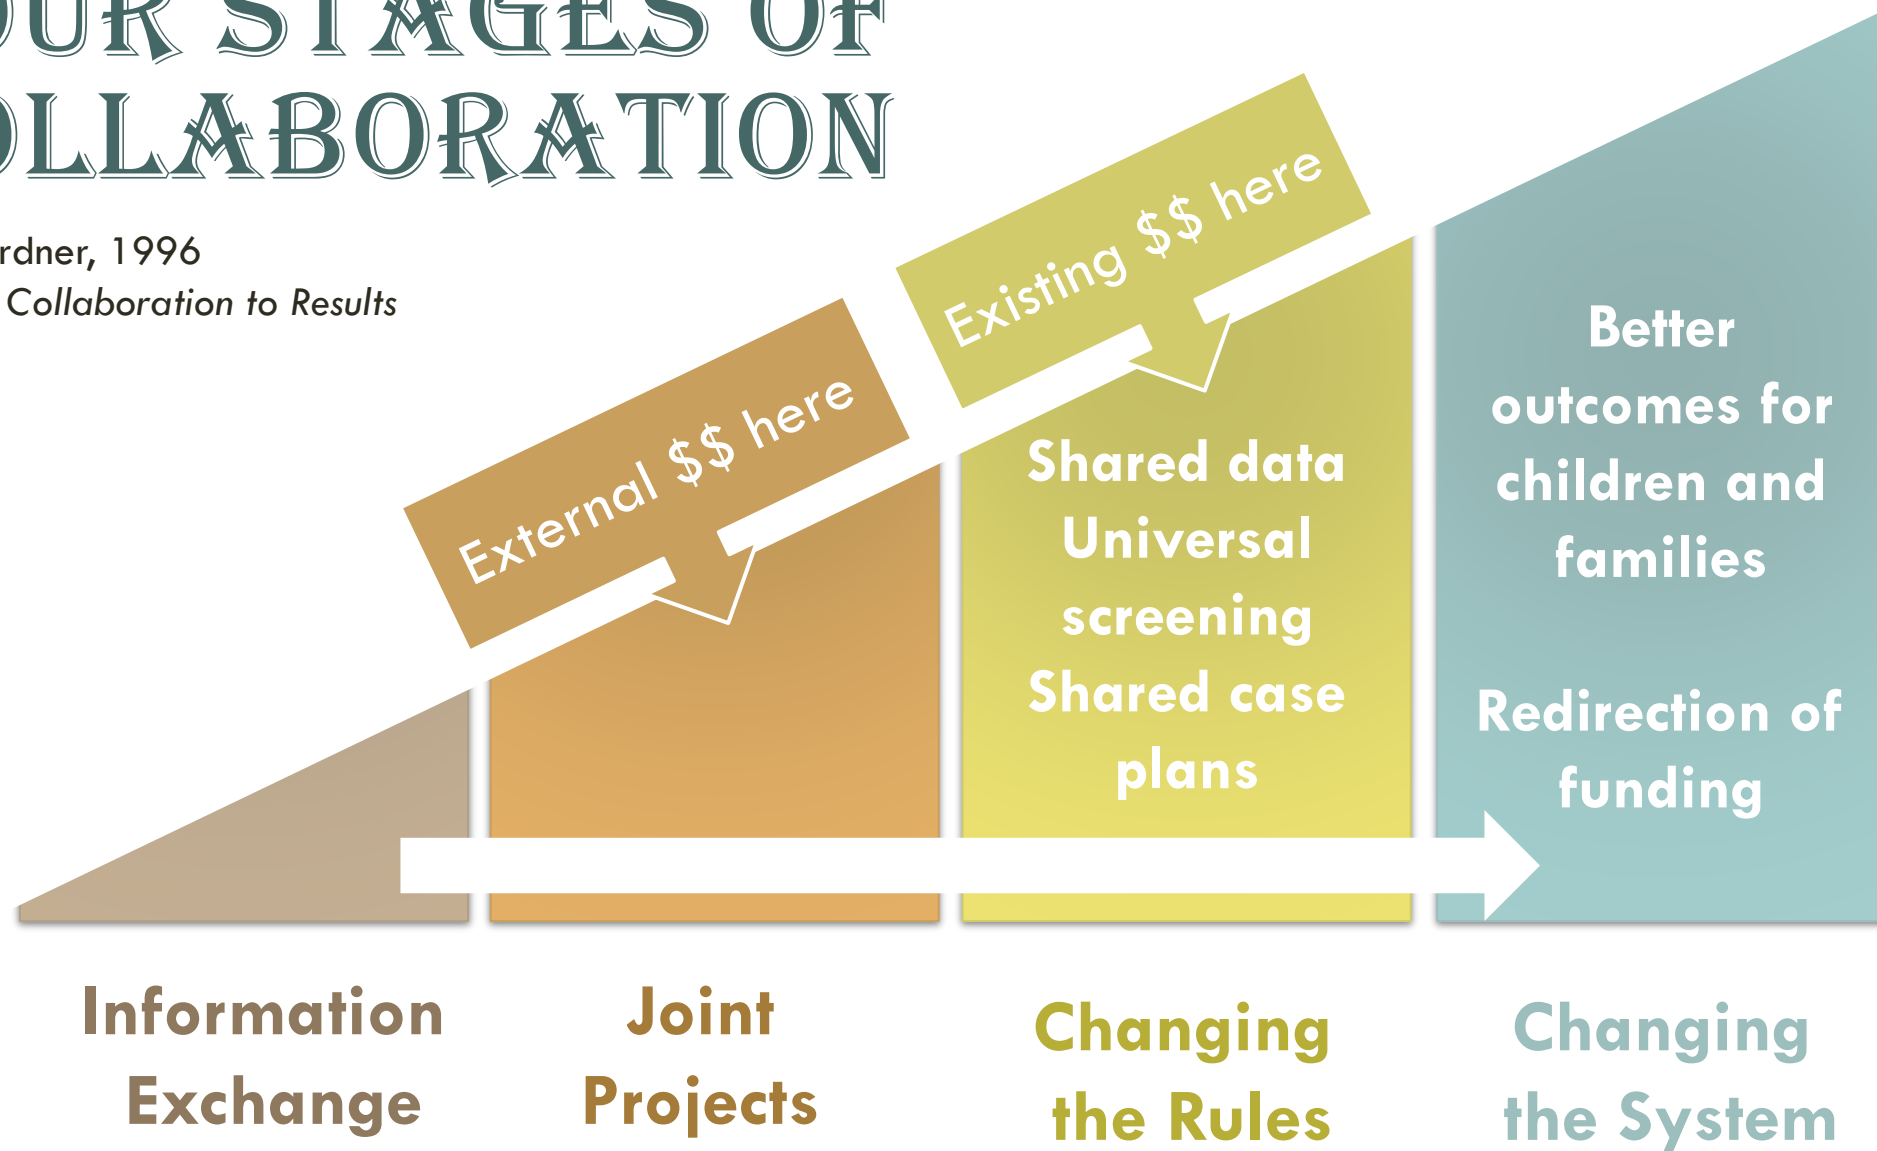 OUR STAGES OF
OLLABORATION
rdner, 1996
Collaboration to Results
Existing $$ here
External $$ here
Shared data
Universal
screening
Shared case
plans
Better
outcomes for
children and
families
Redirection of
funding
Information
Exchange
Joint
Projects
Changing
the Rules
Changing
the System